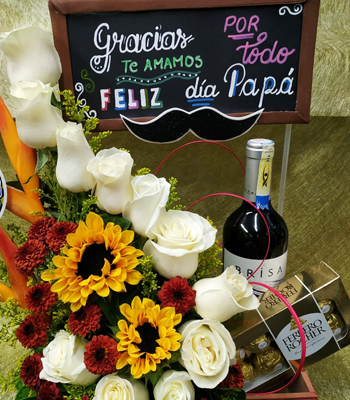 Gracias POR todo
TE AMAMOS
FELIZ día Papá
BRISA
FERRERO
ROCHER